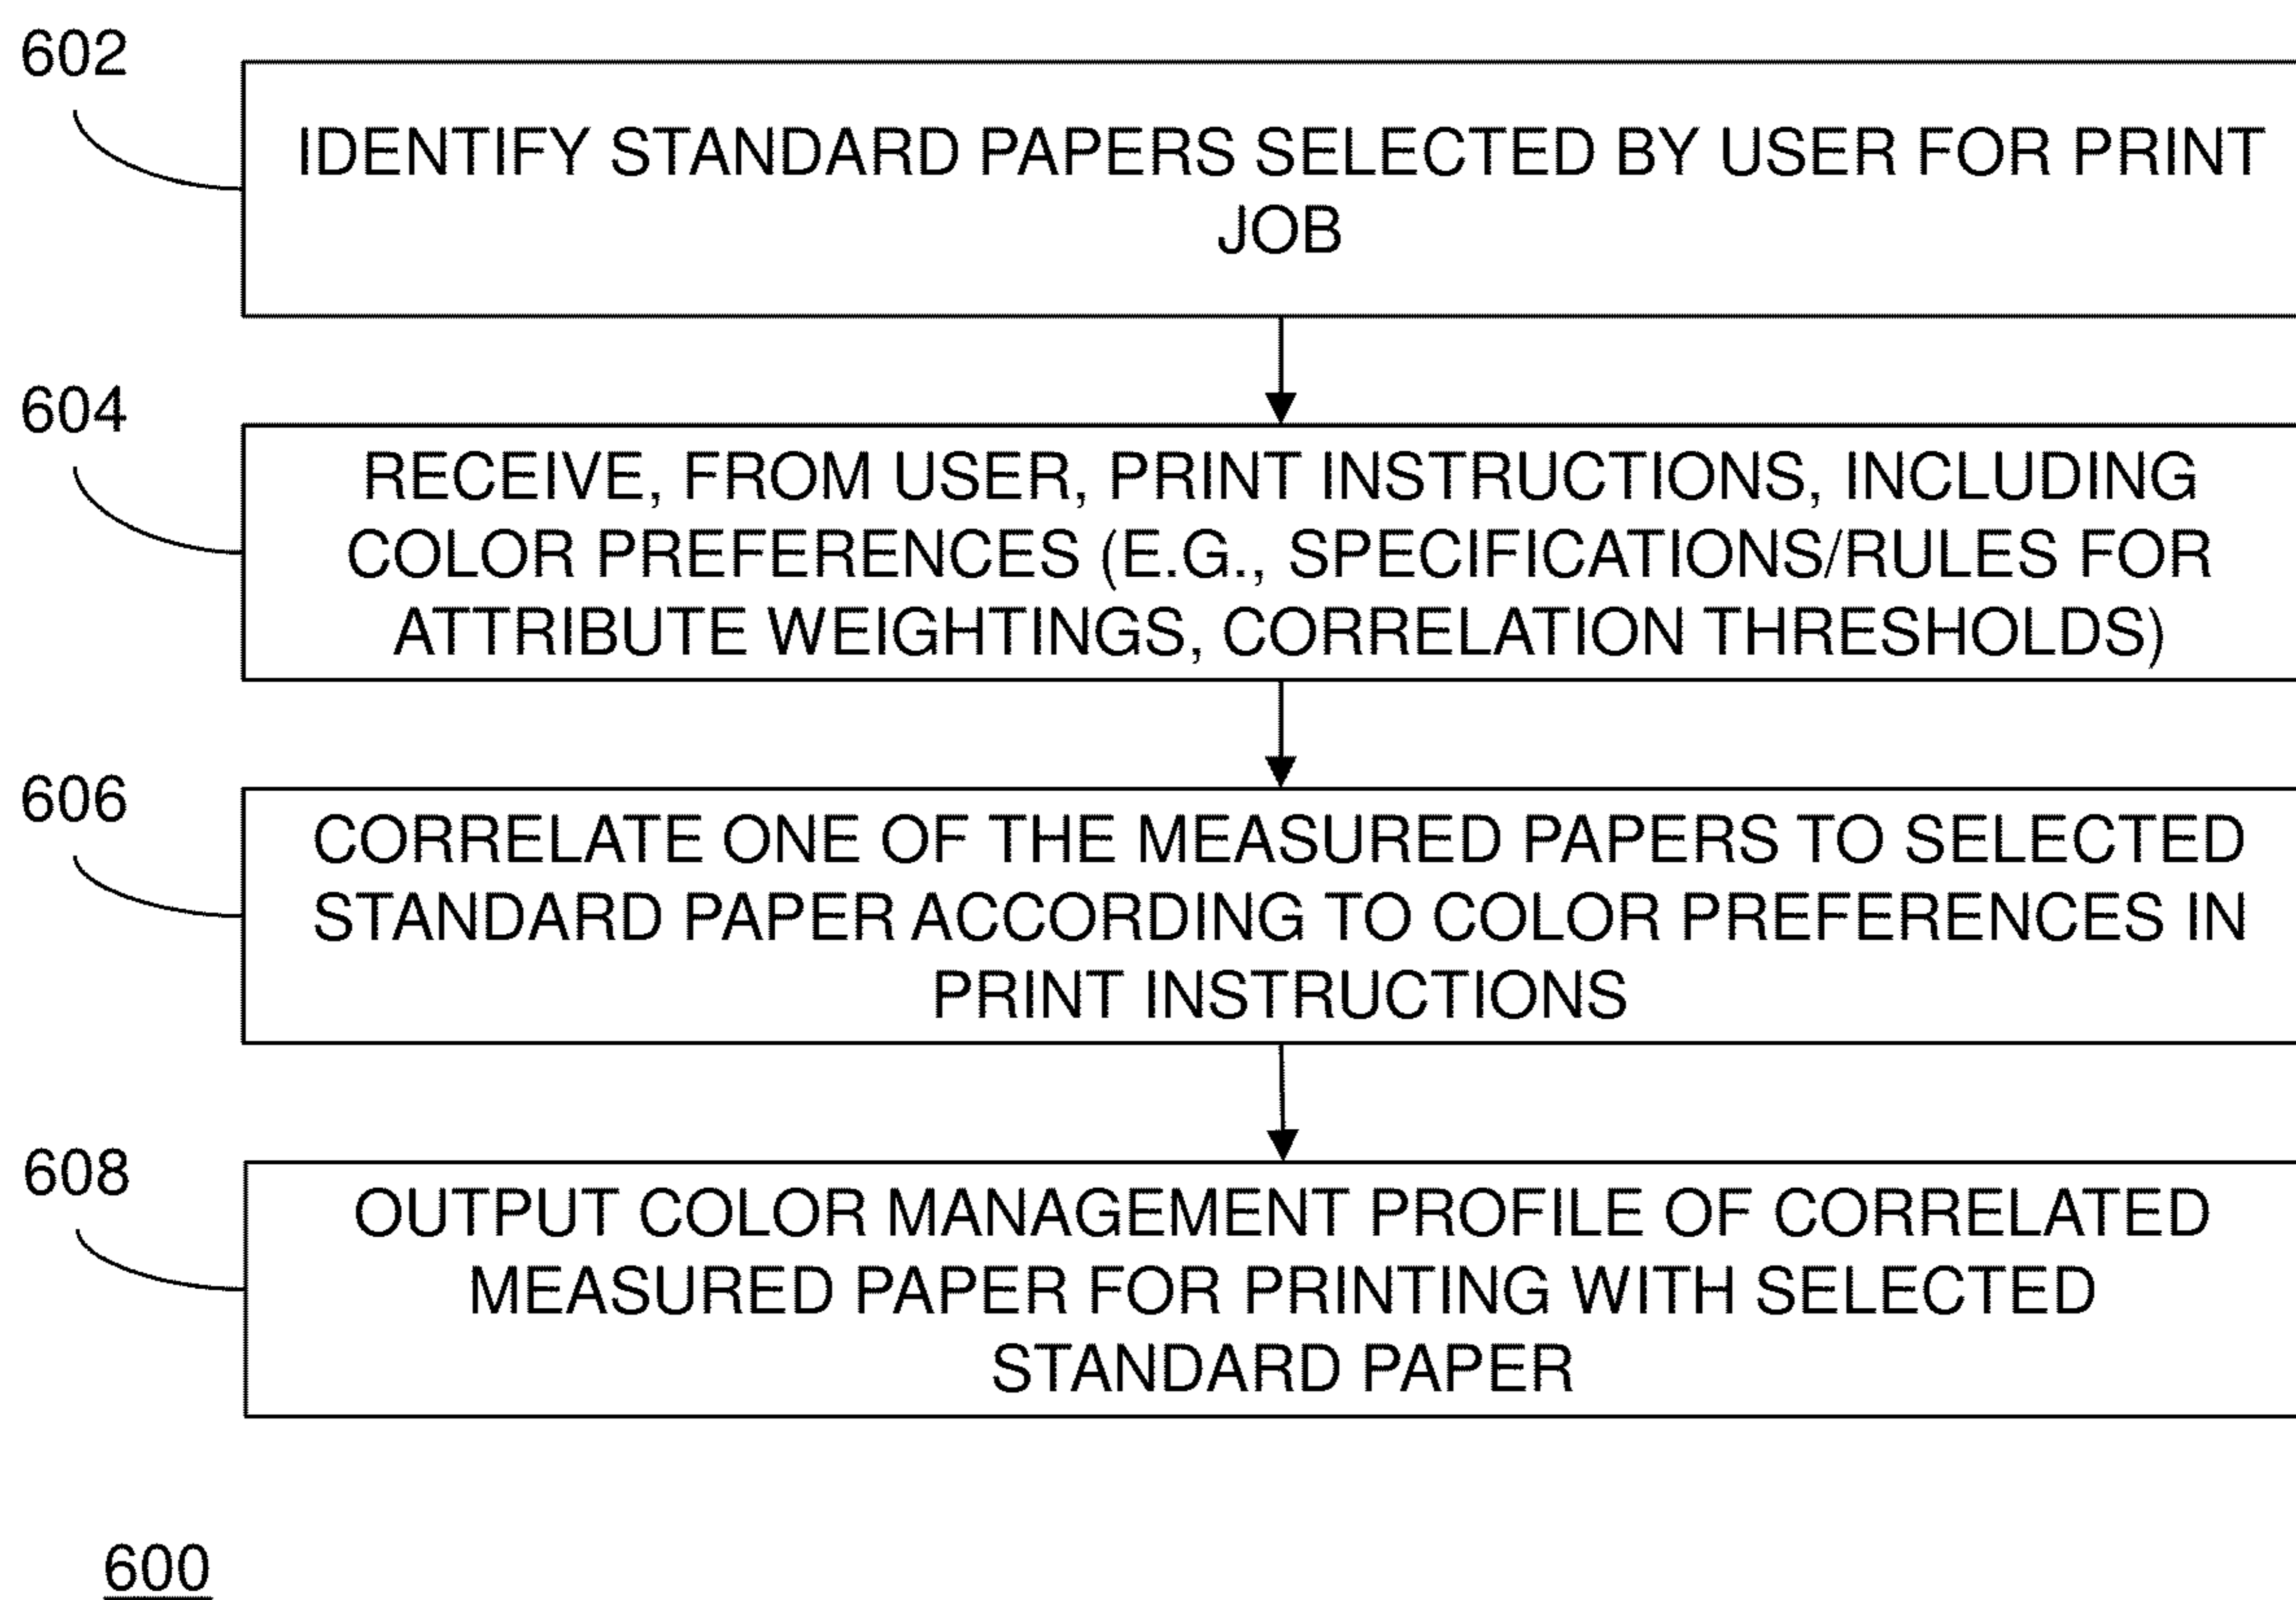 602
IDENTIFY STANDARD PAPERS SELECTED BY USER FOR PRINT
JOB
604
RECEIVE, FROM USER, PRINT INSTRUCTIONS, INCLUDING
COLOR PREFERENCES (E.G., SPECIFICATIONS/RULES FOR
ATTRIBUTE WEIGHTINGS, CORRELATION THRESHOLDS)
606
CORRELATE ONE OF THE MEASURED PAPERS TO SELECTED
STANDARD PAPER ACCORDING TO COLOR PREFERENCES IN
PRINT INSTRUCTIONS
608
OUTPUT COLOR MANAGEMENT PROFILE OF CORRELATED
MEASURED PAPER FOR PRINTING WITH SELECTED
STANDARD PAPER
600